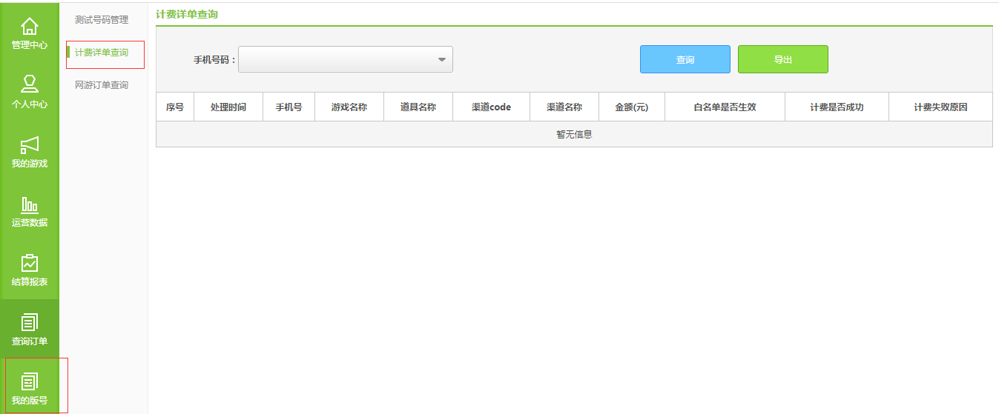 管理中心
个人中心
我的游戏
运营数据
结算报表
查询订单
我的版号
测试号码管理
计费详单查询
网游订单查询
计费详单查询
手机号码：
查询 导出
序号 处理时间 手机号 游戏名称 道具名称 渠道code 渠道名称 金额(元) 白名单是否生效 计费是否成功 计费失败原因
暂无信息